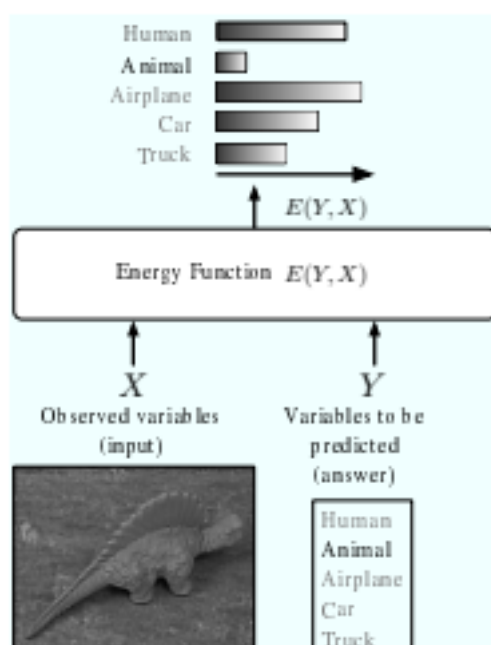 Human
Animal
Airplane
Car
Truck
E(Y, X)
Energy Function E(Y, X)
X
Observed variables
(input)
Y
Variables to be
predicted
(answer)
Human
Animal
Airplane
Car
Truck